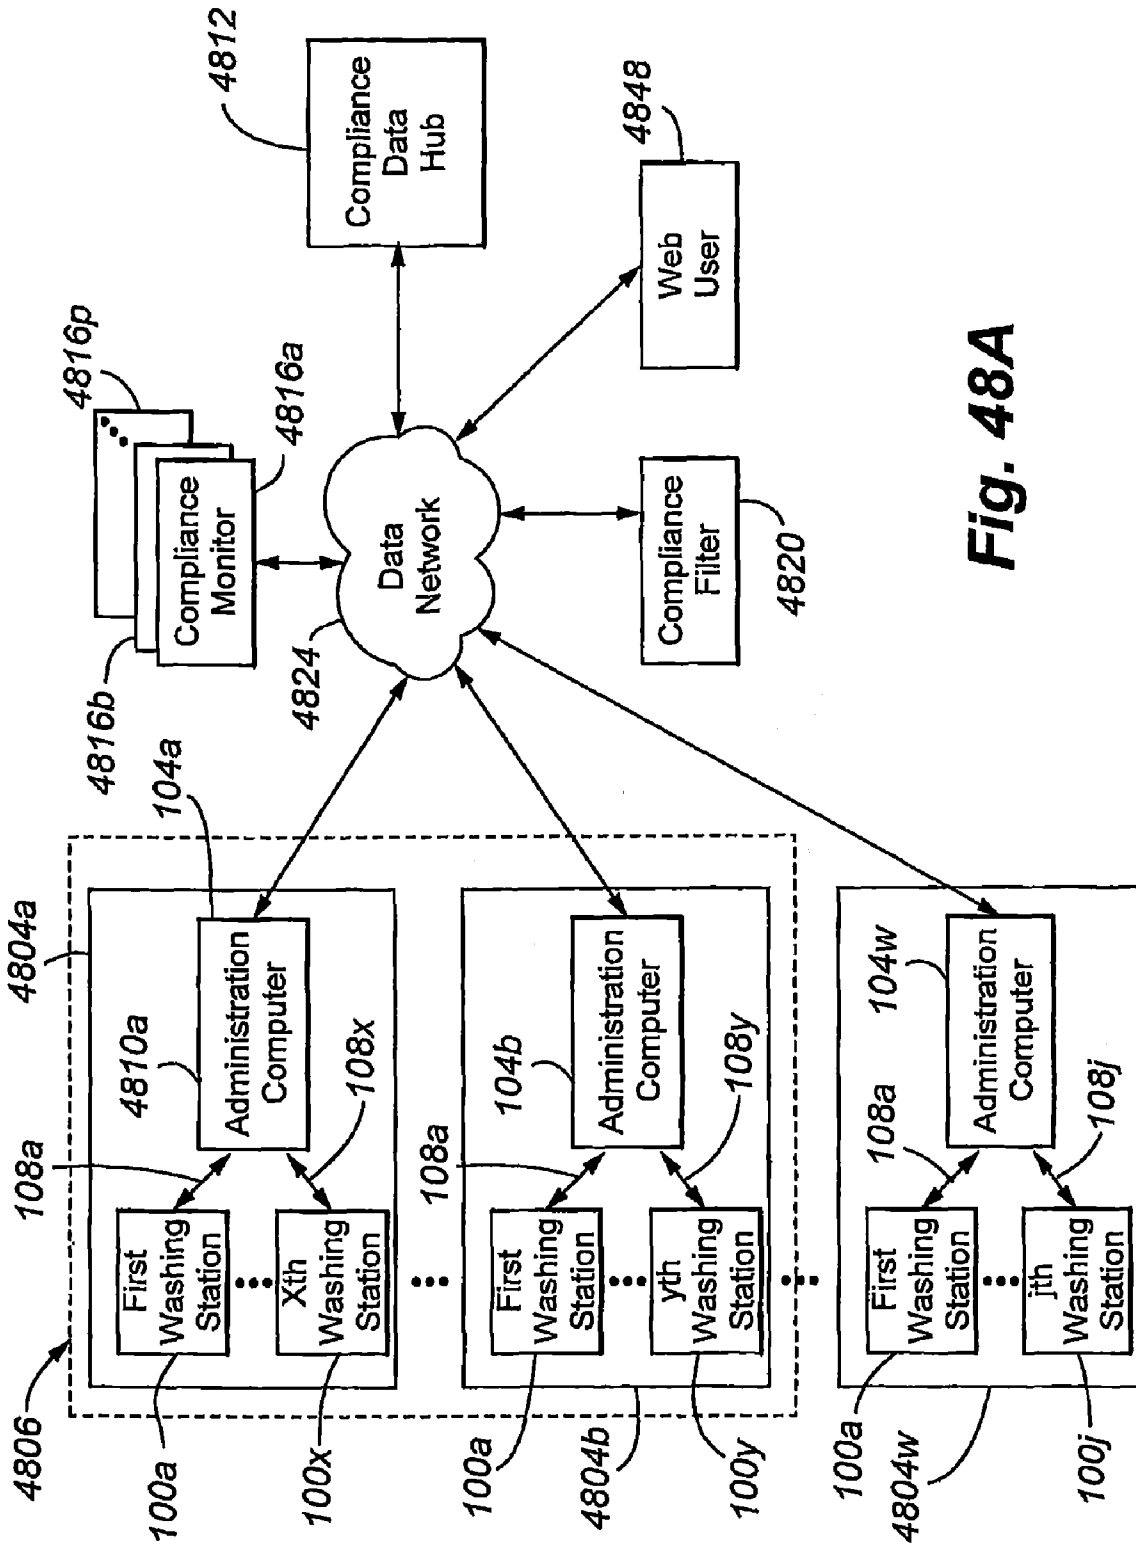 4806
108a
4804a
4810a
104a
100a
First
Washing
Station
Administration
Computer
100x
Xth
Washing
Station
108x
108a
100a
First
Washing
Station
104b
Administration
Computer
4804b
100y
yth
Washing
Station
108y
100a
First
Washing
Station
108a
104w
Administration
Computer
4804w
100j
jth
Washing
Station
108j
4816b
4816p
Compliance
Monitor
4816a
4824
Data
Network
4812
Compliance
Data
Hub
Compliance
Filter
4820
Web
User
4848
Fig. 48A